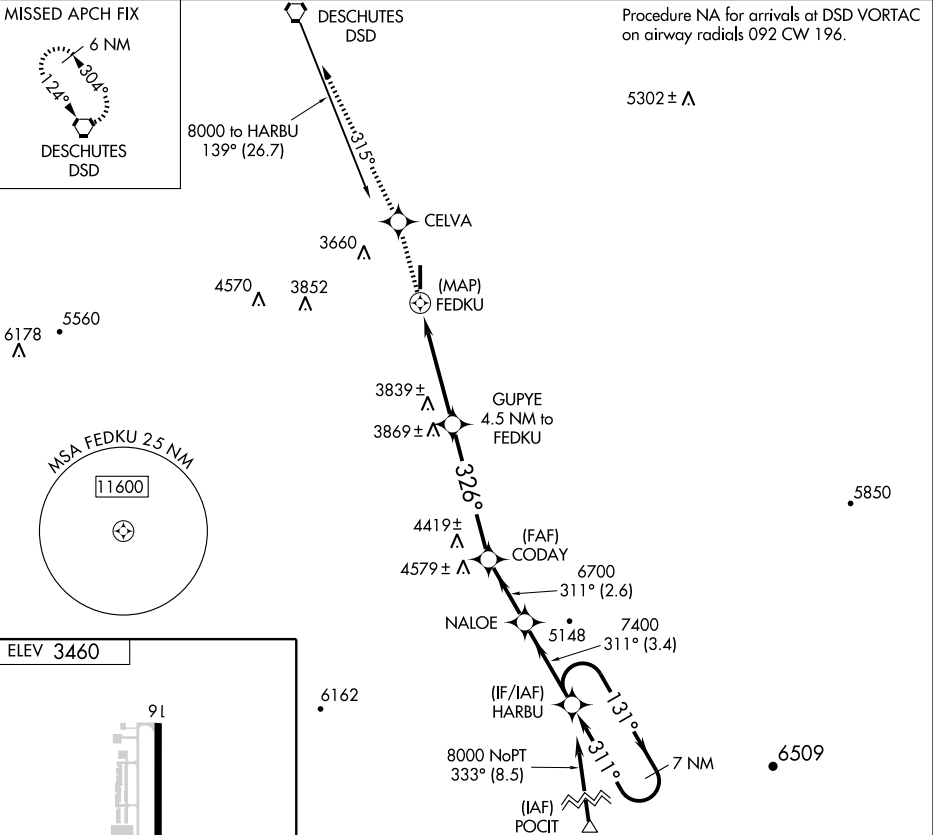 MISSED APCH FIX
6 NM
304°
124°
DESCHUTES
DSD
DESCHUTES
DSD
Procedure NA for arrivals at DSD VORTAC
on airway radials 092 CW 196.
5302 ±
8000 to HARBU
139° (26.7)
315°
CELVA
3660
4570
3852
(MAP)
FEDKU
5560
6178
3839 ±
3869 ±
GUPYE
4.5 NM to
FEDKU
MSA FEDKU 25 NM
11600
326°
5850
4419 ±
4579 ±
(FAF)
CODAY
6700
311° (2.6)
NALOE
5148
7400
311° (3.4)
ELEV 3460
16
6162
(IF/IAF)
HARBU
131°
311°
7 NM
6509
8000 NoPT
333° (8.5)
(IAF)
POCIT